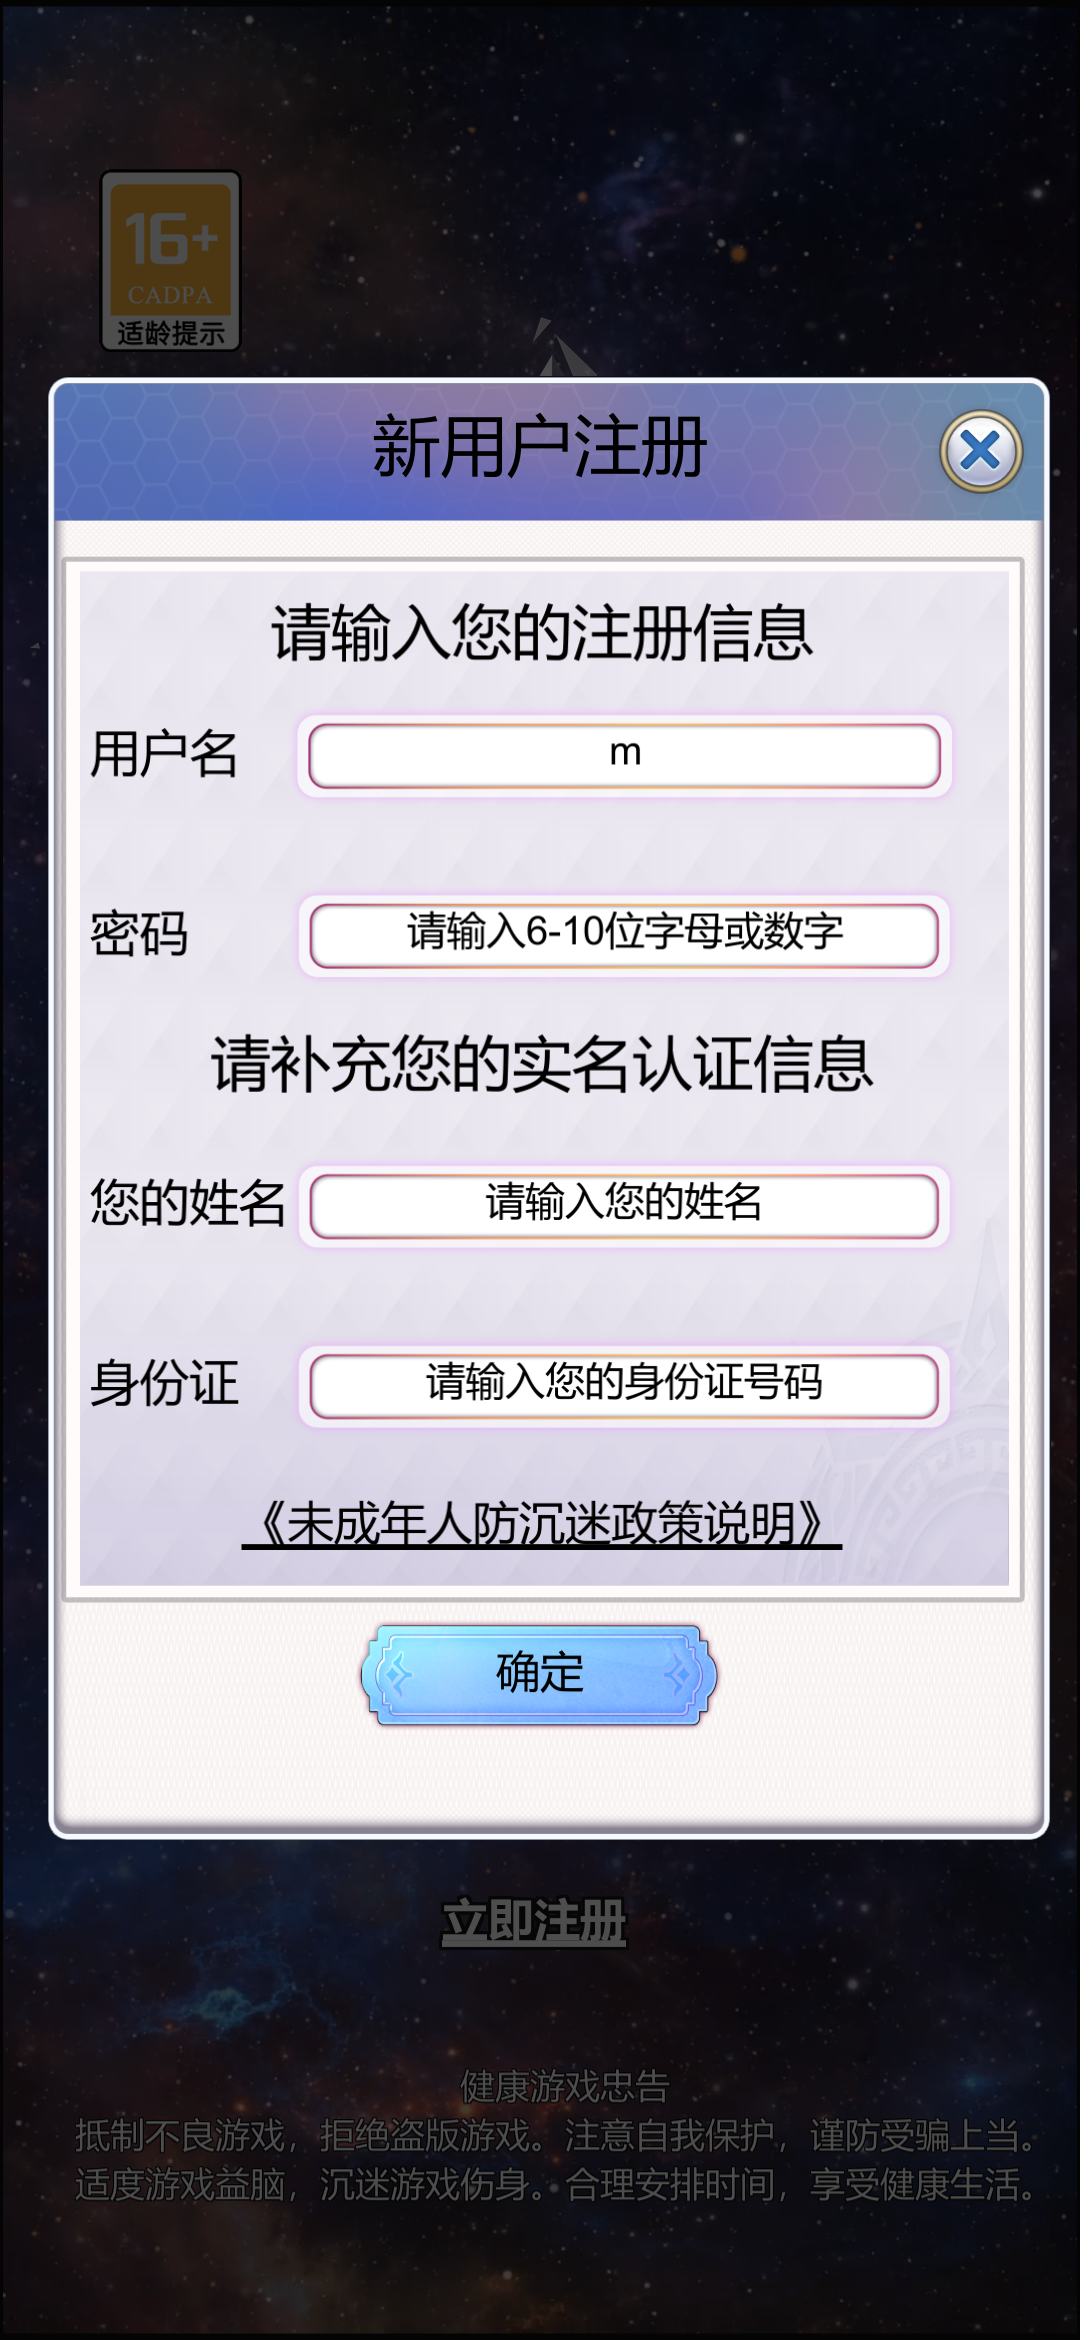 16+
CADPA
适龄提示
新用户注册
请输入您的注册信息
用户名
m
密码
请输入6-10位字母或数字
请补充您的实名认证信息
您的姓名
请输入您的姓名
身份证
请输入您的身份证号码
《未成年人防沉迷政策说明》
确定
立即注册
健康游戏忠告
抵制不良游戏，拒绝盗版游戏。注意自我保护，谨防受骗上当。
适度游戏益脑，沉迷游戏伤身。合理安排时间，享受健康生活。